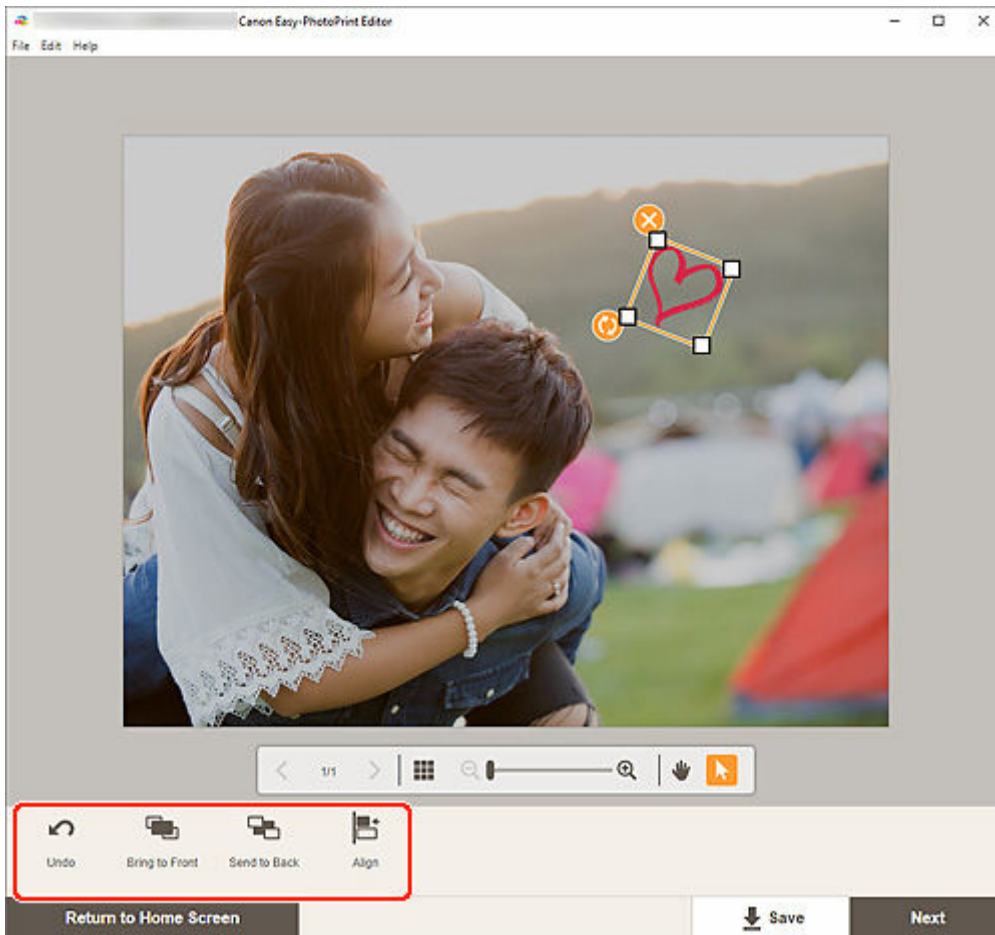 Canon Easy-PhotoPrint Editor
File Edit Help
1/1
Undo Bring to Front Send to Back Align
Return to Home Screen Save Next